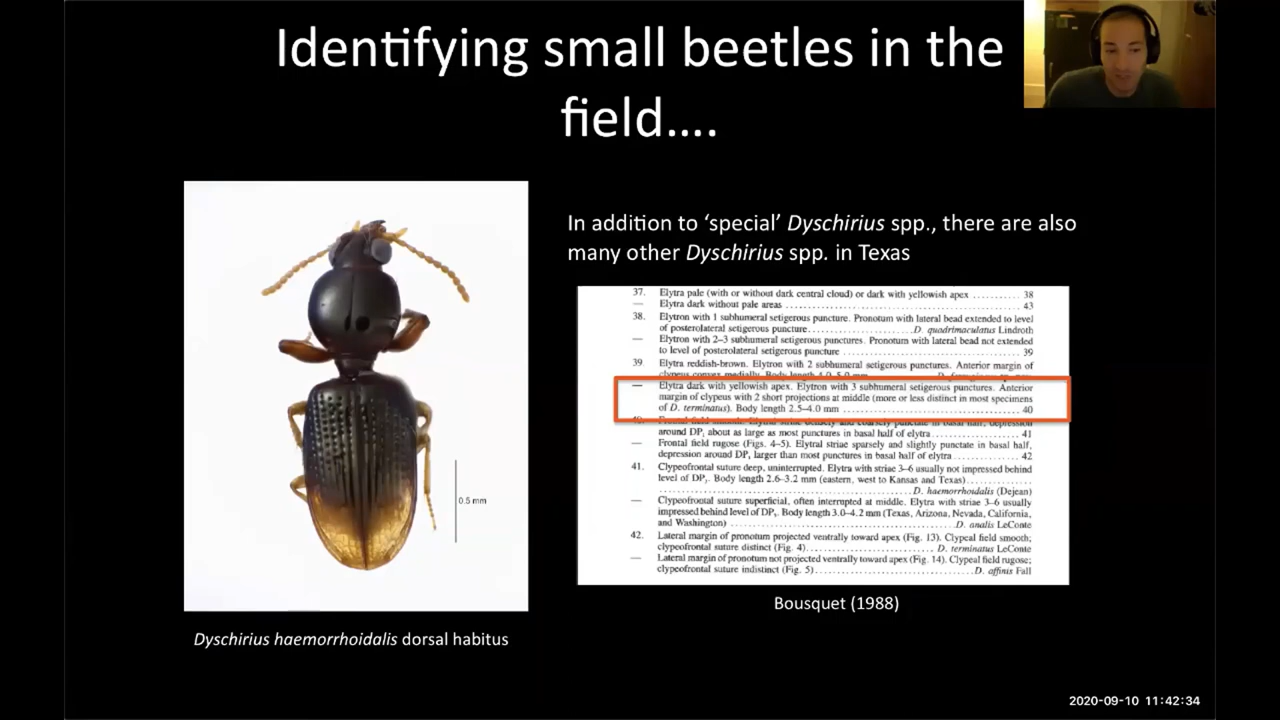 Identifying small beetles in the
field....
In addition to ‘special’ Dyschirius spp., there are also
many other Dyschirius spp. in Texas
37. Elytra pale (with or without dark central cloud) or dark with yellowish apex .......... 38
— Elytra dark without pale areas .......... 43
38. Elytron with 1 subhumeral setigerous puncture. Pronotum with lateral bead extended to level
of posterolateral setigerous puncture .......... D. quadrimaculatus Lindroth
— Elytron with 2–3 subhumeral setigerous punctures. Pronotum with lateral bead not extended
to level of posterolateral setigerous puncture .......... 39
39. Elytra reddish-brown. Elytron with 2 subhumeral setigerous punctures. Anterior margin of
clypeus convex medially. Body length
— Elytra dark with yellowish apex. Elytron with 3 subhumeral setigerous punctures. Anterior
margin of clypeus with 2 short projections at middle (more or less distinct in most specimens
of D. terminatus). Body length 2.5–4.0 mm .......... 40
and coarsely punctate in basal half, depression
around DP, about as large as most punctures in basal half of elytra .......... 41
— Frontal field rugose (Figs. 4–5). Elytral striae sparsely and slightly punctate in basal half,
depression around DP, larger than most punctures in basal half of elytra .......... 42
41. Clypeofrontal suture deep, uninterrupted. Elytra with striae 3–6 usually not impressed behind
level of DP,. Body length 2.6–3.2 mm (eastern, west to Kansas and Texas) ..........
.......... D. haemorrhoidalis (Dejean)
— Clypeofrontal suture superficial, often interrupted at middle. Elytra with striae 3–6 usually
impressed behind level of DP,. Body length 3.0–4.2 mm (Texas, Arizona, Nevada, California,
and Washington) .......... D. analis LeConte
42. Lateral margin of pronotum projected ventrally toward apex (Fig. 13). Clypeal field smooth;
clypeofrontal suture distinct (Fig. 4) .......... D. terminatus LeConte
— Lateral margin of pronotum not projected ventrally toward apex (Fig. 14). Clypeal field rugose;
clypeofrontal suture indistinct (Fig. 5) .......... D. affinis Fall
0.5 mm
Bousquet (1988)
Dyschirius haemorrhoidalis dorsal habitus
2020-09-10 11:42:34